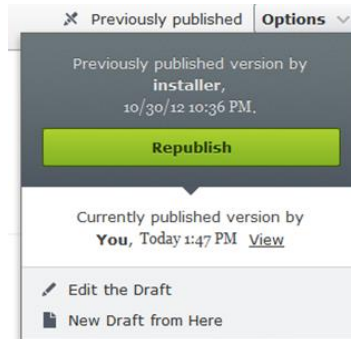 Previously published Options
Previously published version by
installer,
10/30/12 10:36 PM.
Republish
Currently published version by
You, Today 1:47 PM View
Edit the Draft
New Draft from Here